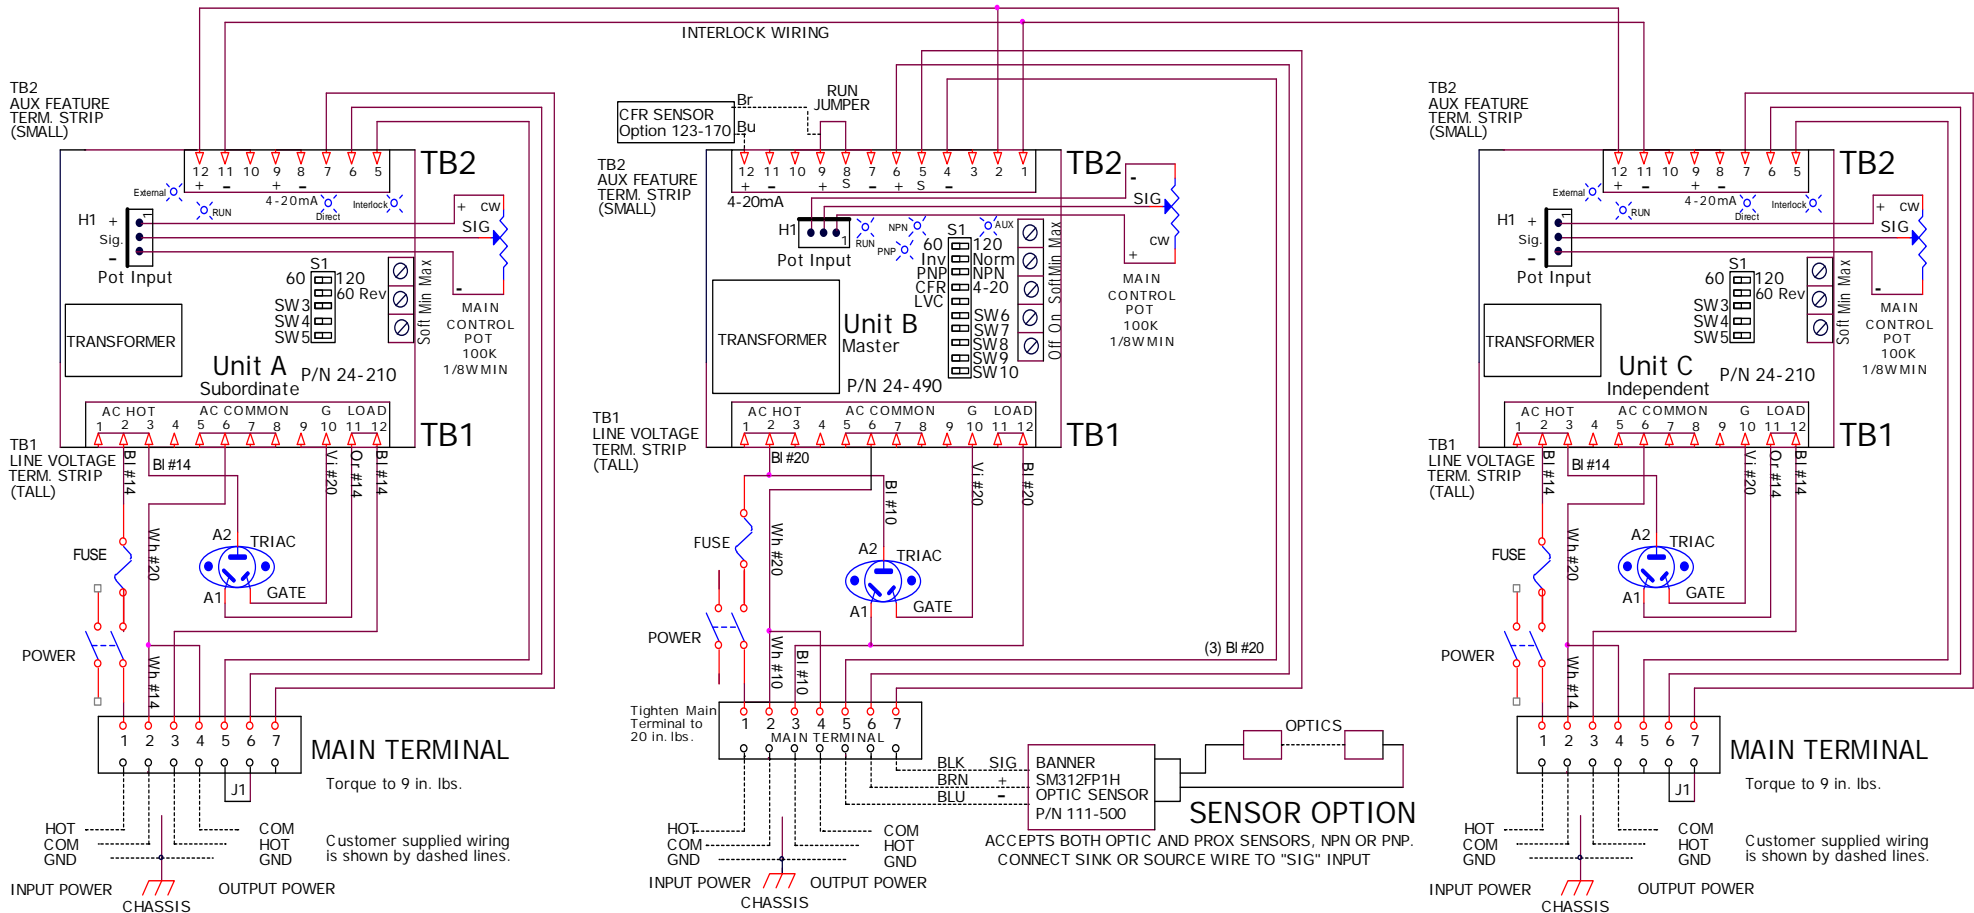 INTERLOCK WIRING
TB2
AUX FEATURE
TERM. STRIP
(SMALL)
TB2
12 11 10 9 8 7 6 5
+ - + -
4-20mA
External
RUN
Direct
Interlock
H1
+
Sig.
-
1
Pot Input
+ CW
SIG
-
MAIN
CONTROL
POT
100K
1/8W MIN
S1
60 120
60 Rev
SW3
SW4
SW5
Soft Min Max
TRANSFORMER
Unit A
Subordinate
P/N 24-210
AC HOT AC COMMON G LOAD
1 2 3 4 5 6 7 8 9 10 11 12
TB1
TB1
LINE VOLTAGE
TERM. STRIP
(TALL)
Bl #14
Bl #14
Vi #20
Or #14
Bl #14
Wh #20
FUSE
A2
TRIAC
A1
GATE
POWER
Wh #14
1 2 3 4 5 6 7
MAIN TERMINAL
Torque to 9 in. lbs.
J1
HOT
COM
GND
COM
HOT
GND
Customer supplied wiring
is shown by dashed lines.
INPUT POWER
OUTPUT POWER
CHASSIS
CFR SENSOR
Option 123-170
Br
Bu
RUN
JUMPER
TB2
AUX FEATURE
TERM. STRIP
(SMALL)
TB2
12 11 10 9 8 7 6 5 4 3 2 1
+ - + S - + S -
4-20mA
H1
1
Pot Input
RUN
NPN
PNP
AUX
-
SIG
CW
+
MAIN
CONTROL
POT
100K
1/8W MIN
S1
60 120
Inv Norm
PNP NPN
CFR 4-20
LVC
SW6
SW7
SW8
SW9
SW10
Off On Soft Min Max
TRANSFORMER
Unit B
Master
P/N 24-490
AC HOT AC COMMON G LOAD
1 2 3 4 5 6 7 8 9 10 11 12
TB1
TB1
LINE VOLTAGE
TERM. STRIP
(TALL)
Bl #20
Bl #10
Vi #20
Bl #20
FUSE
Wh #20
A2
TRIAC
A1
GATE
POWER
Wh #10
Bl #10
(3) Bl #20
Tighten Main
Terminal to
20 in. lbs.
1 2 3 4 5 6 7
MAIN TERMINAL
BLK SIG
BRN +
BLU -
BANNER
SM312FP1H
OPTIC SENSOR
P/N 111-500
OPTICS
SENSOR OPTION
ACCEPTS BOTH OPTIC AND PROX SENSORS, NPN OR PNP.
CONNECT SINK OR SOURCE WIRE TO "SIG" INPUT
HOT
COM
GND
COM
HOT
GND
INPUT POWER
OUTPUT POWER
CHASSIS
TB2
AUX FEATURE
TERM. STRIP
(SMALL)
TB2
12 11 10 9 8 7 6 5
+ - + -
4-20mA
External
RUN
Direct
Interlock
H1
+
Sig.
-
1
Pot Input
+ CW
SIG
-
MAIN
CONTROL
POT
100K
1/8W MIN
S1
60 120
60 Rev
SW3
SW4
SW5
Soft Min Max
TRANSFORMER
Unit C
Independent
P/N 24-210
AC HOT AC COMMON G LOAD
1 2 3 4 5 6 7 8 9 10 11 12
TB1
TB1
LINE VOLTAGE
TERM. STRIP
(TALL)
Bl #14
Bl #14
Vi #20
Or #14
Bl #14
Wh #20
FUSE
A2
TRIAC
A1
GATE
POWER
Wh #14
1 2 3 4 5 6 7
MAIN TERMINAL
Torque to 9 in. lbs.
J1
HOT
COM
GND
COM
HOT
GND
Customer supplied wiring
is shown by dashed lines.
INPUT POWER
OUTPUT POWER
CHASSIS